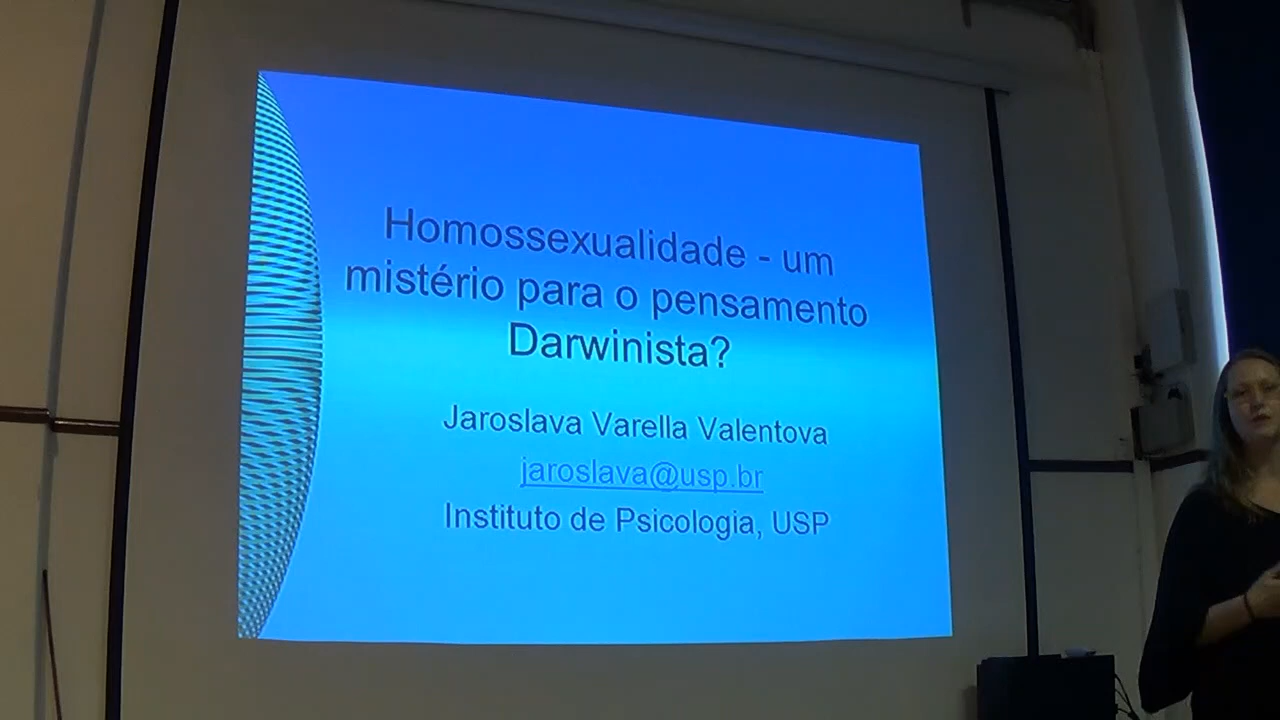 Homossexualidade - um
mistério para o pensamento
Darwinista?
Jaroslava Varella Valentova
jaroslava@usp.br
Instituto de Psicologia, USP